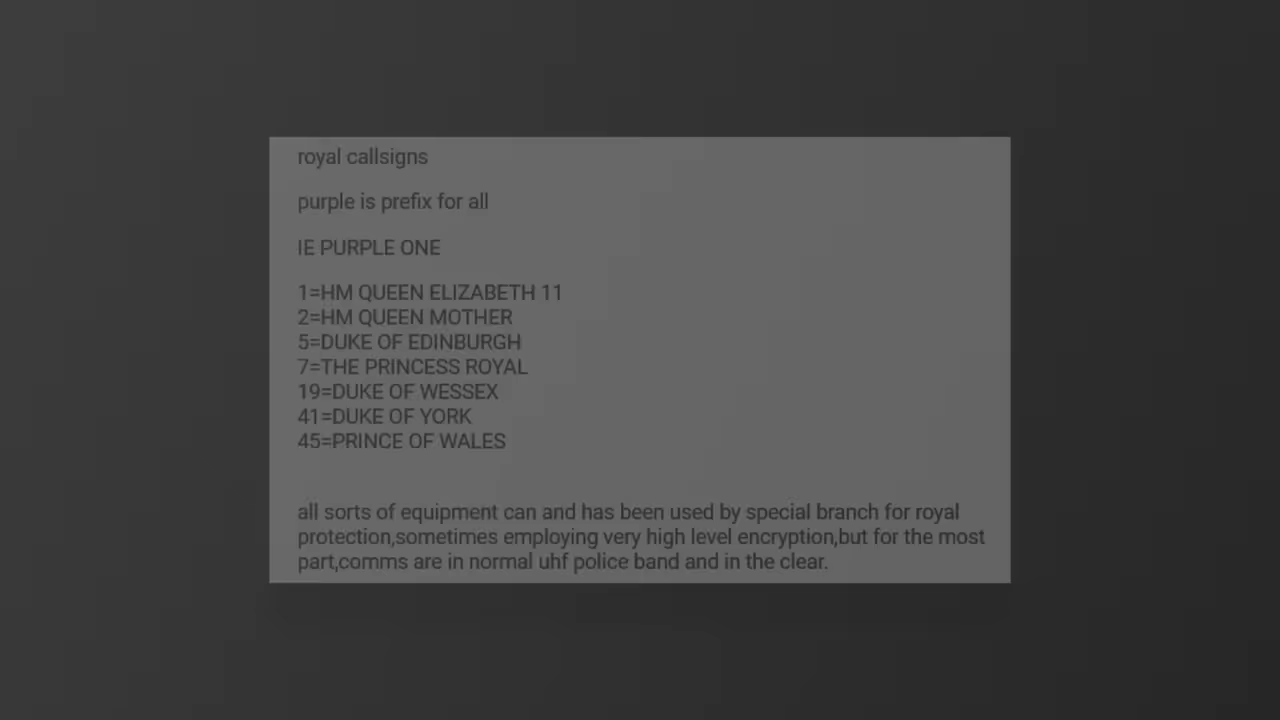 royal callsigns
purple is prefix for all
IE PURPLE ONE
1=HM QUEEN ELIZABETH 11
2=HM QUEEN MOTHER
5=DUKE OF EDINBURGH
7=THE PRINCESS ROYAL
19=DUKE OF WESSEX
41=DUKE OF YORK
45=PRINCE OF WALES
all sorts of equipment can and has been used by special branch for royal
protection,sometimes employing very high level encryption,but for the most
part,comms are in normal uhf police band and in the clear.